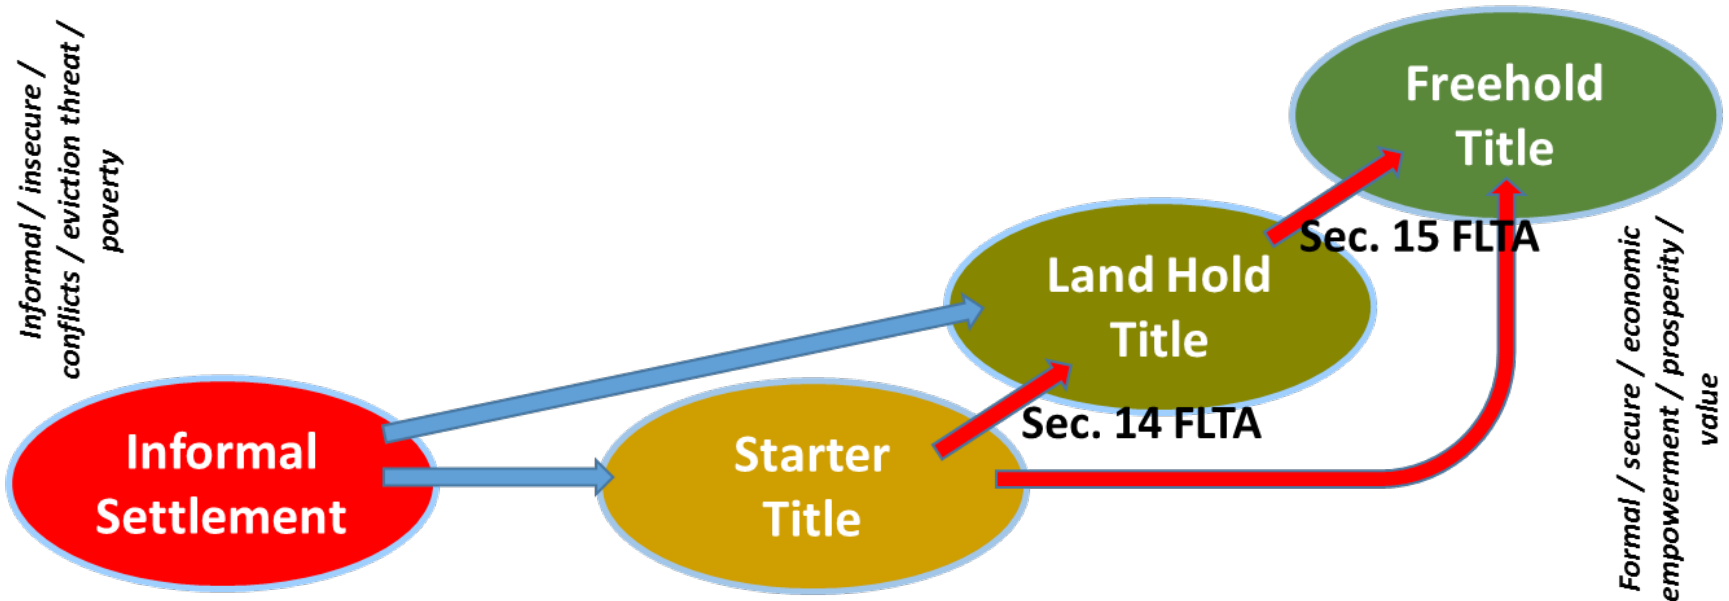 Informal / insecure /
conflicts / eviction threat /
poverty
Informal
Settlement
Starter
Title
Sec. 14 FLTA
Land Hold
Title
Sec. 15 FLTA
Freehold
Title
Formal / secure / economic
empowerment / prosperity /
value